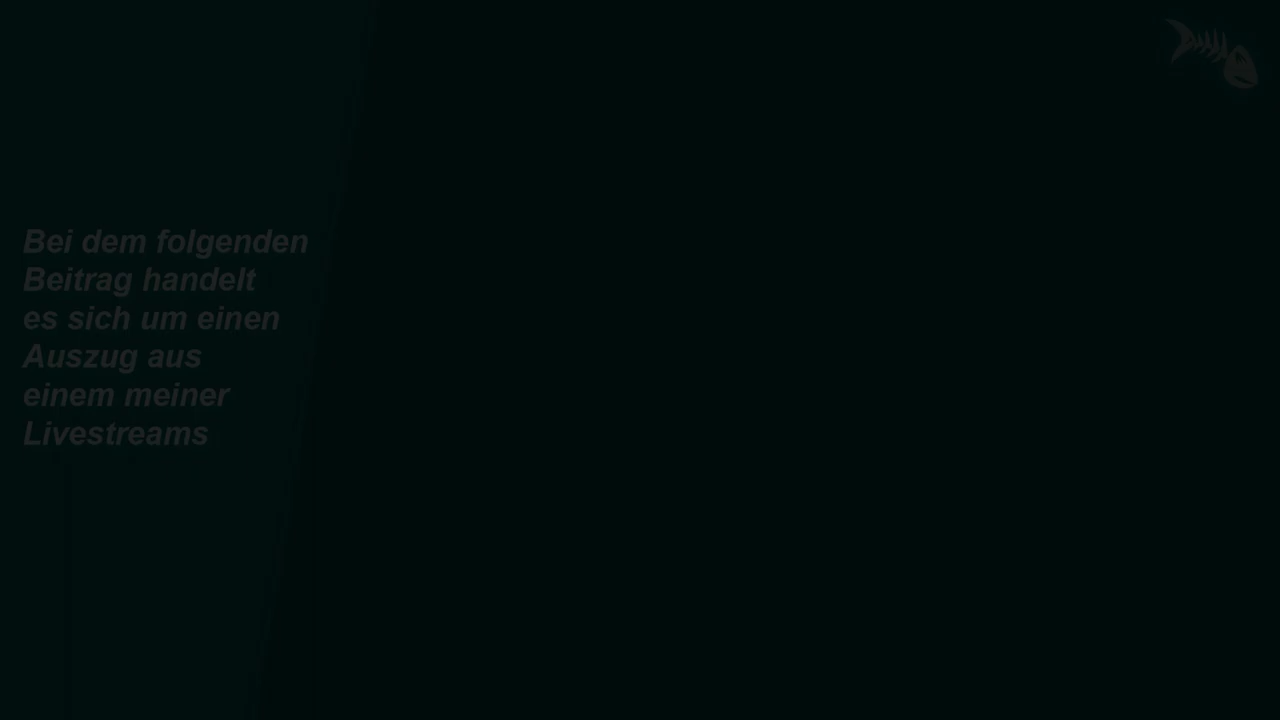 Bei dem folgenden
Beitrag handelt
es sich um einen
Auszug aus
einem meiner
Livestreams